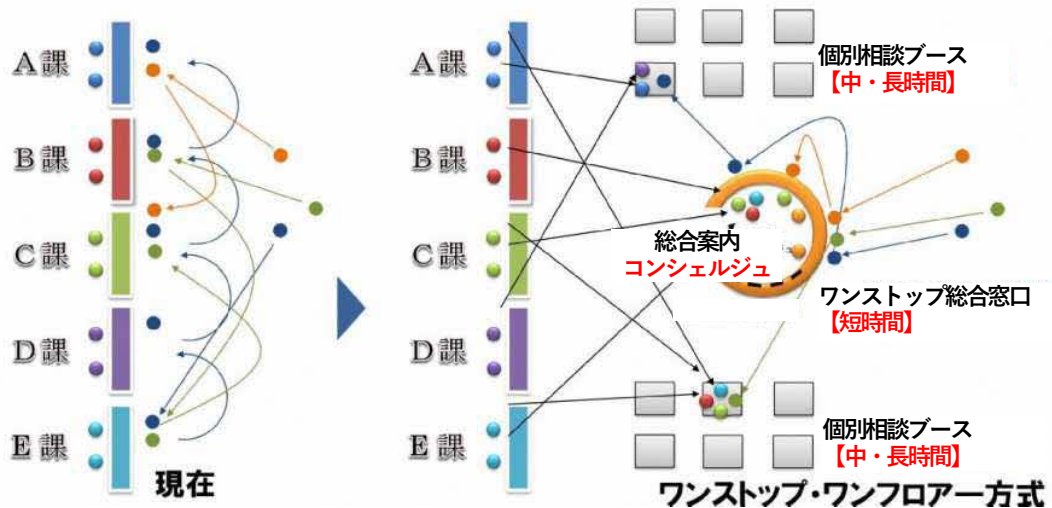 A課
B課
C課
D課
E課
現在
A課
B課
C課
D課
E課
個別相談ブース
【中・長時間】
総合案内
コンシェルジュ
ワンストップ総合窓口
【短時間】
個別相談ブース
【中・長時間】
ワンストップ・ワンフロアー方式